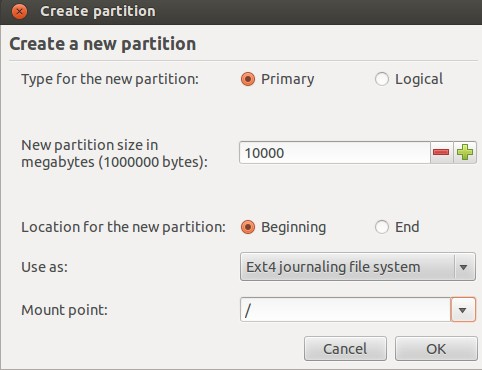 Create partition
Create a new partition
Type for the new partition: Primary Logical
New partition size in
megabytes (1000000 bytes): 10000
Location for the new partition: Beginning End
Use as: Ext4 journaling file system
Mount point: /
Cancel OK